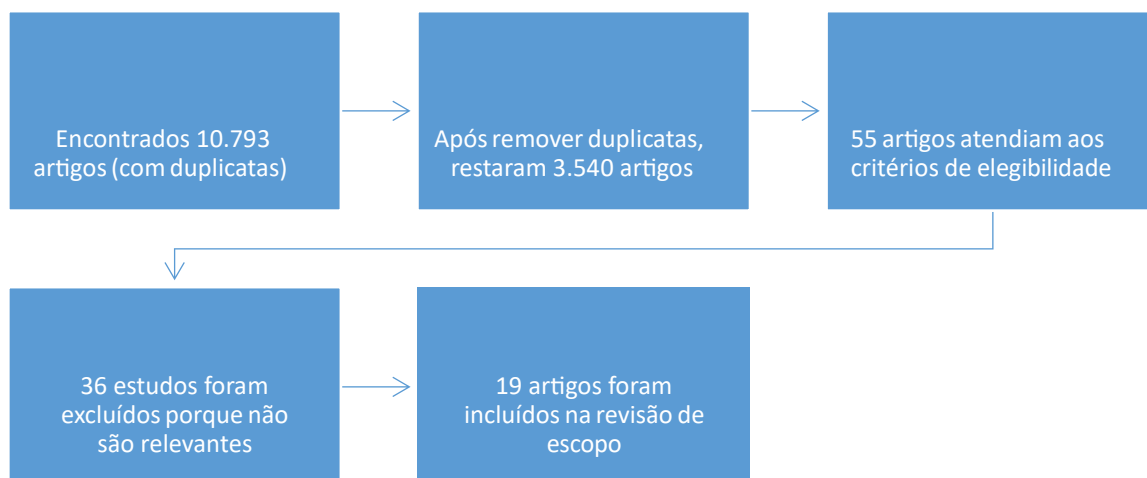 Encontrados 10.793
artigos (com duplicatas)
Após remover duplicatas,
restaram 3.540 artigos
55 artigos atendiam aos
critérios de elegibilidade
36 estudos foram
excluídos porque não
são relevantes
19 artigos foram
incluídos na revisão de
escopo